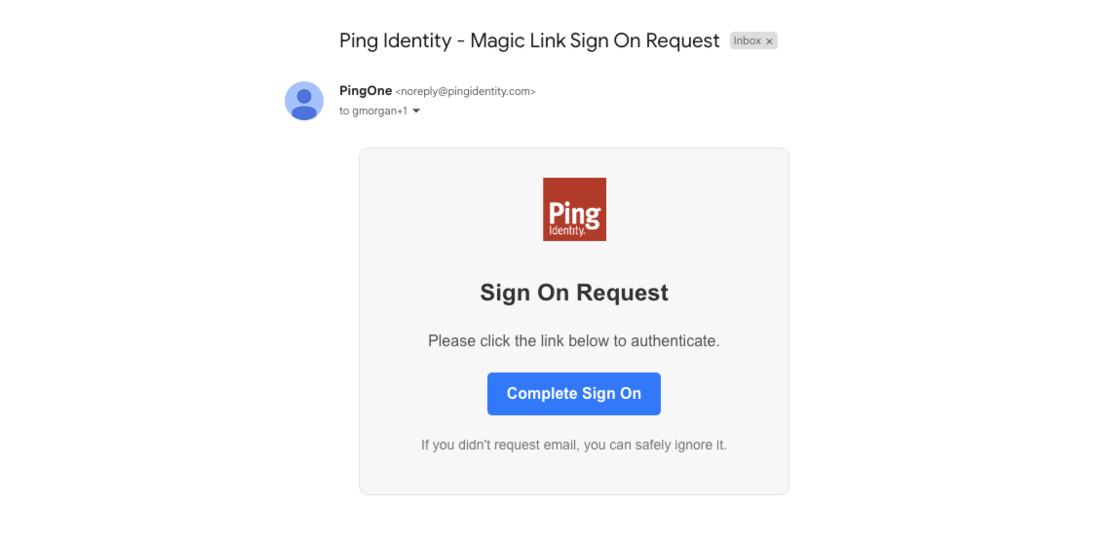 Ping Identity - Magic Link Sign On Request Inbox ×
PingOne <noreply@pingidentity.com>
to gmorgan+1
Ping
Identity.
Sign On Request
Please click the link below to authenticate.
Complete Sign On
If you didn't request email, you can safely ignore it.